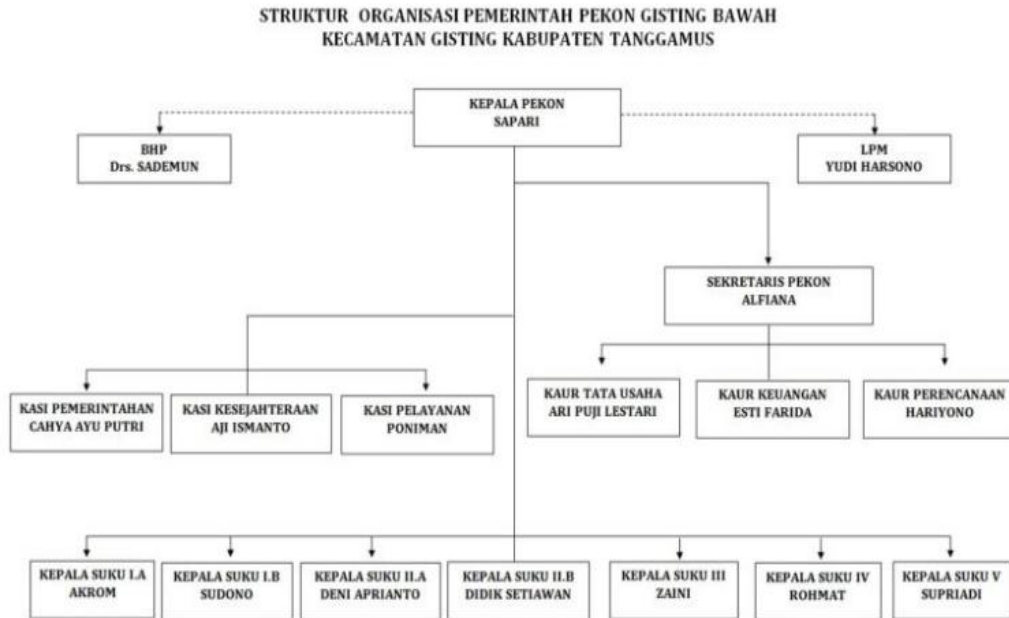 STRUKTUR ORGANISASI PEMERINTAH PEKON GISTING BAWAH
KECAMATAN GISTING KABUPATEN TANGGAMUS
KEPALA PEKON
SAPARI
BHP
Drs. SADEMUN
LPM
YUDI HARSONO
SEKRETARIS PEKON
ALFIANA
KASI PEMERINTAHAN
CAHYA AYU PUTRI
KASI KESEJAHTERAAN
AJI ISMANTO
KASI PELAYANAN
PONIMAN
KAUR TATA USAHA
ARI PUJI LESTARI
KAUR KEUANGAN
ESTI FARIDA
KAUR PERENCANAAN
HARIYONO
KEPALA SUKU I.A
AKROM
KEPALA SUKU I.B
SUDONO
KEPALA SUKU II.A
DENI APRIANTO
KEPALA SUKU II.B
DIDIK SETIAWAN
KEPALA SUKU III
ZAINI
KEPALA SUKU IV
ROHMAT
KEPALA SUKU V
SUPRIADI